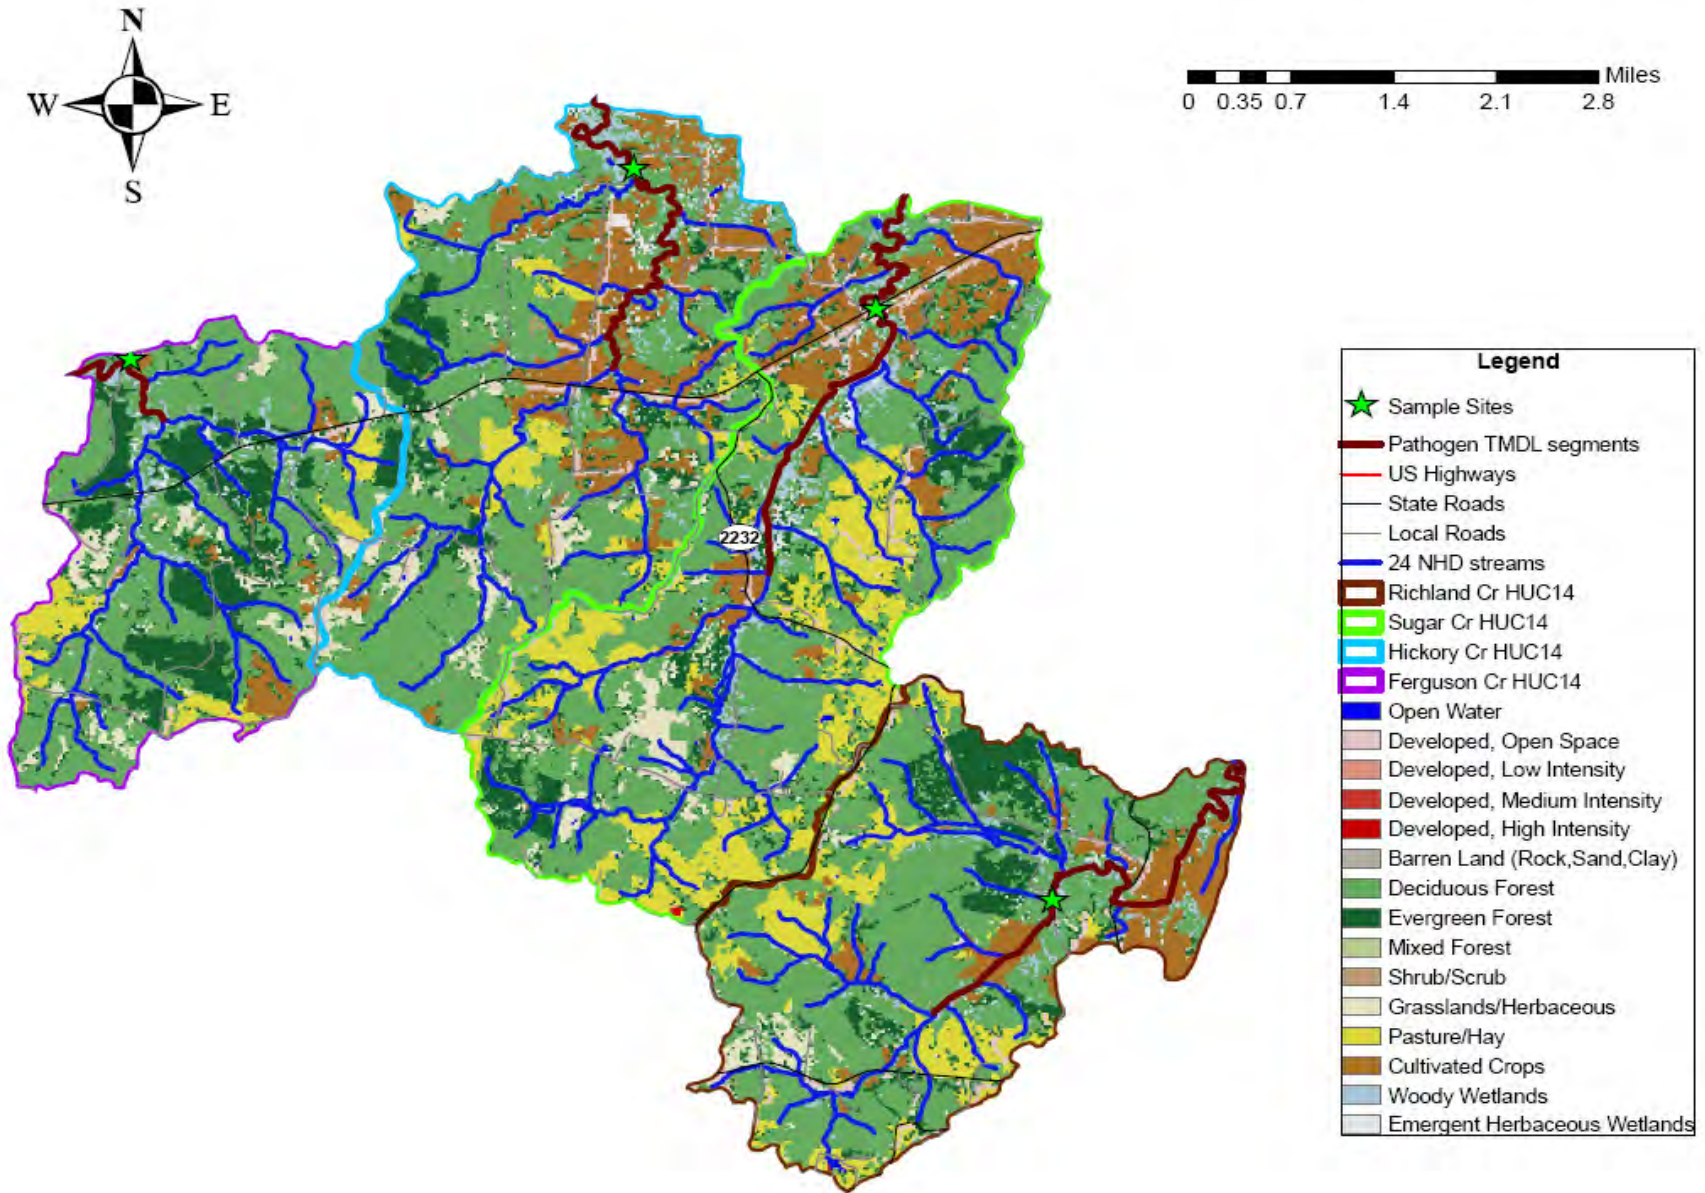 N
W E
S
Miles
0 0.35 0.7 1.4 2.1 2.8
2232
Legend
Sample Sites
Pathogen TMDL segments
US Highways
State Roads
Local Roads
24 NHD streams
Richland Cr HUC14
Sugar Cr HUC14
Hickory Cr HUC14
Ferguson Cr HUC14
Open Water
Developed, Open Space
Developed, Low Intensity
Developed, Medium Intensity
Developed, High Intensity
Barren Land (Rock,Sand,Clay)
Deciduous Forest
Evergreen Forest
Mixed Forest
Shrub/Scrub
Grasslands/Herbaceous
Pasture/Hay
Cultivated Crops
Woody Wetlands
Emergent Herbaceous Wetlands